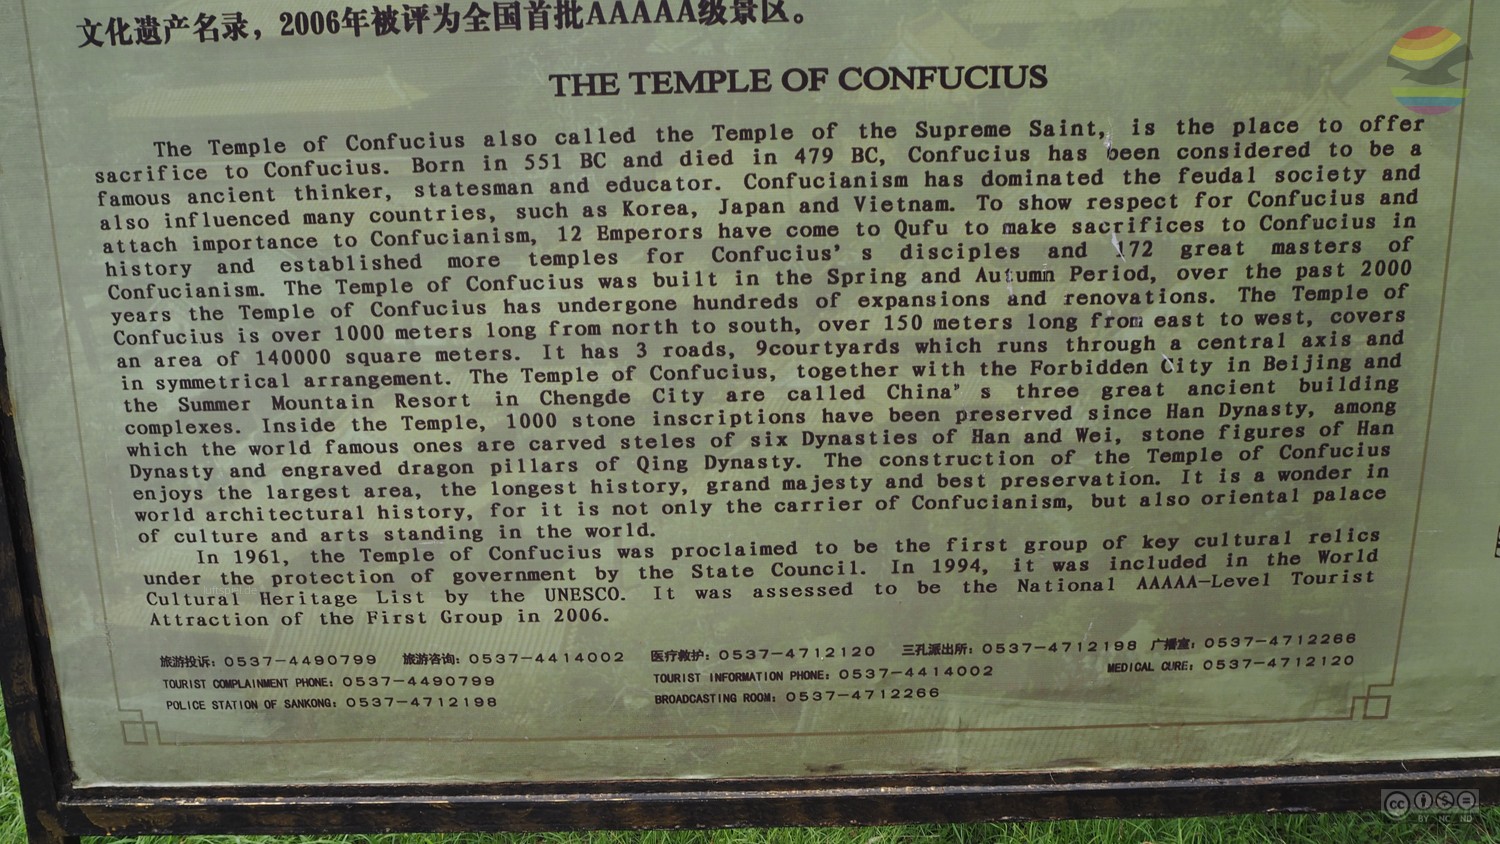 文化遗产名录，2006年被评为全国首批AAAAA级景区。
THE TEMPLE OF CONFUCIUS
The Temple of Confucius also called the Temple of the Supreme Saint, is the place to offer
sacrifice to Confucius. Born in 551 BC and died in 479 BC, Confucius has been considered to be a
famous ancient thinker, statesman and educator. Confucianism has dominated the feudal society and
also influenced many countries, such as Korea, Japan and Vietnam. To show respect for Confucius and
attach importance to Confucianism, 12 Emperors have come to Qufu to make sacrifices to Confucius in
history and established more temples for Confucius' s disciples and 172 great masters of
Confucianism. The Temple of Confucius was built in the Spring and Autumn Period, over the past 2000
years the Temple of Confucius has undergone hundreds of expansions and renovations. The Temple of
Confucius is over 1000 meters long from north to south, over 150 meters long from east to west, covers
an area of 140000 square meters. It has 3 roads, 9courtyards which runs through a central axis and
in symmetrical arrangement. The Temple of Confucius, together with the Forbidden City in Beijing and
the Summer Mountain Resort in Chengde City are called China" s three great ancient building
complexes. Inside the Temple, 1000 stone inscriptions have been preserved since Han Dynasty, among
which the world famous ones are carved steles of six Dynasties of Han and Wei, stone figures of Han
Dynasty and engraved dragon pillars of Qing Dynasty. The construction of the Temple of Confucius
enjoys the largest area, the longest history, grand majesty and best preservation. It is a wonder in
world architectural history, for it is not only the carrier of Confucianism, but also oriental palace
of culture and arts standing in the world.
In 1961, the Temple of Confucius was proclaimed to be the first group of key cultural relics
under the protection of government by the State Council. In 1994, it was included in the World
Cultural Heritage List by the UNESCO. It was assessed to be the National AAAAA-Level Tourist
Attraction of the First Group in 2006.
旅游投诉：0537-4490799 旅游咨询：0537-4414002 医疗救护：0537-4712120 三孔派出所：0537-4712198 广播室：0537-4712266
TOURIST COMPLAINMENT PHONE: 0537-4490799 TOURIST INFORMATION PHONE: 0537-4414002 MEDICAL CURE: 0537-4712120
POLICE STATION OF SANKONG: 0537-4712198 BROADCASTING ROOM: 0537-4712266
cc BY NC ND